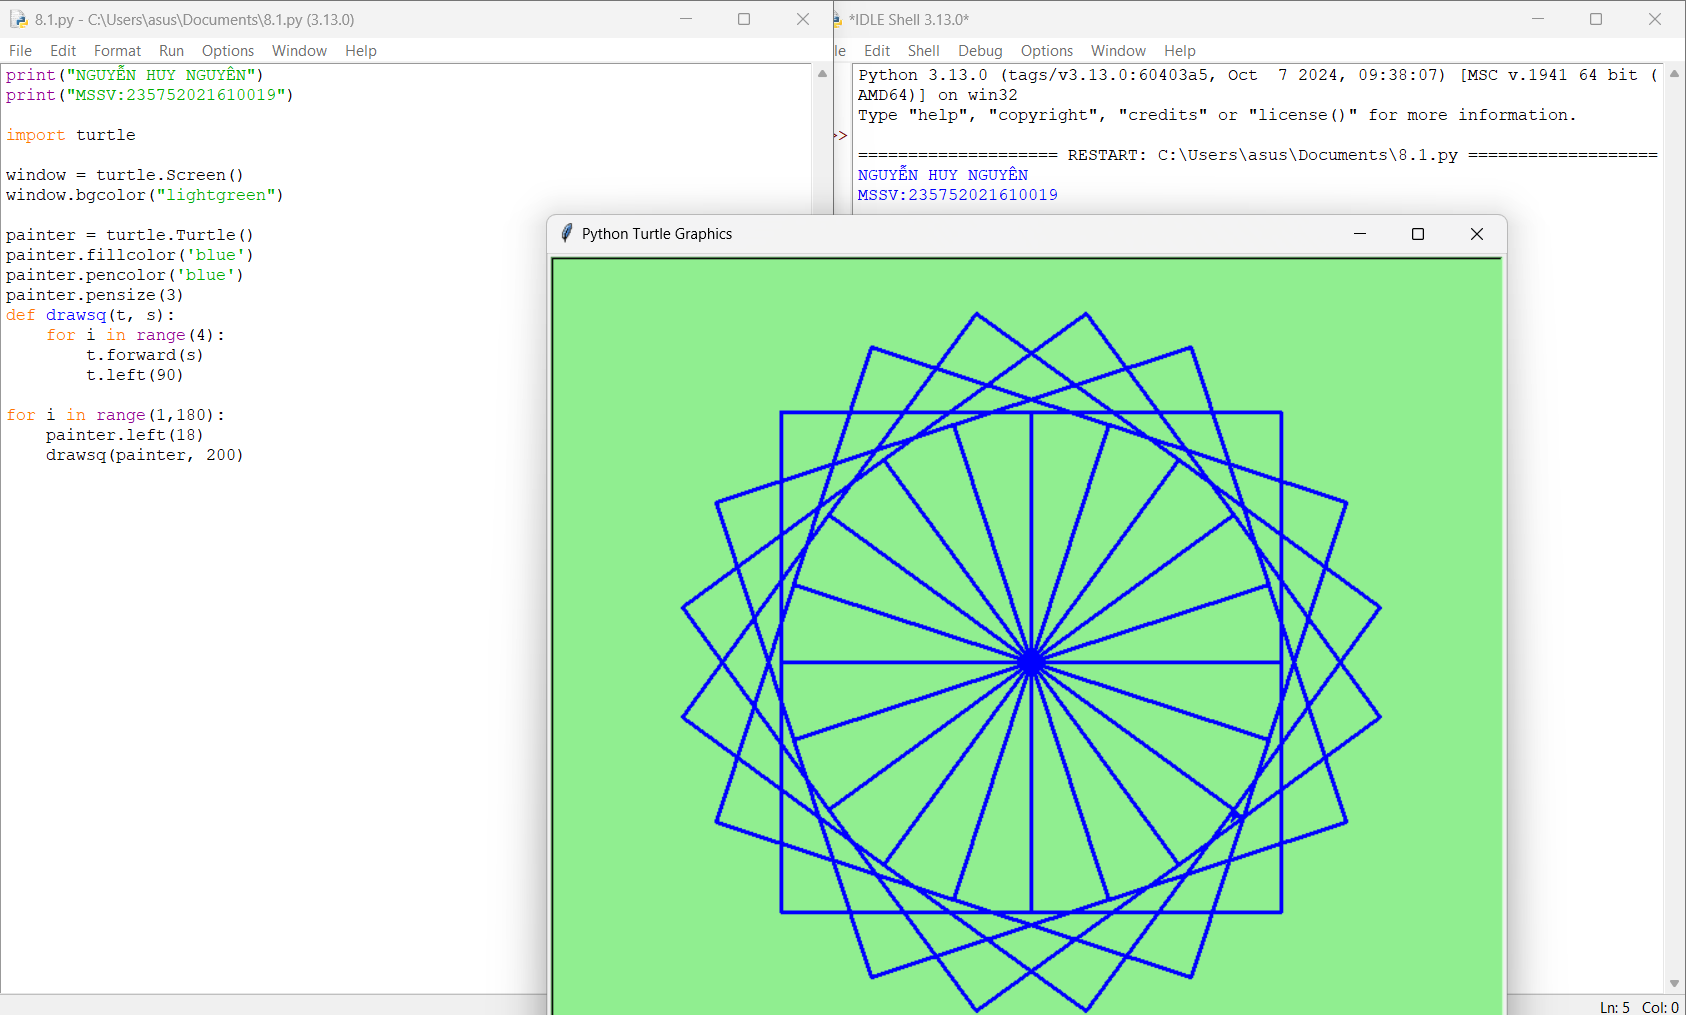 8.1.py - C:\Users\asus\Documents\8.1.py (3.13.0)
File Edit Format Run Options Window Help
print("NGUYỄN HUY NGUYÊN")
print("MSSV:235752021610019")
import turtle
window = turtle.Screen()
window.bgcolor("lightgreen")
painter = turtle.Turtle()
painter.fillcolor('blue')
painter.pencolor('blue')
painter.pensize(3)
def drawsq(t, s):
    for i in range(4):
        t.forward(s)
        t.left(90)
for i in range(1,180):
    painter.left(18)
    drawsq(painter, 200)
*IDLE Shell 3.13.0*
le Edit Shell Debug Options Window Help
Python 3.13.0 (tags/v3.13.0:60403a5, Oct  7 2024, 09:38:07) [MSC v.1941 64 bit (
AMD64)] on win32
Type "help", "copyright", "credits" or "license()" for more information.
>>
==================== RESTART: C:\Users\asus\Documents\8.1.py ===================
NGUYỄN HUY NGUYÊN
MSSV:235752021610019
Python Turtle Graphics
Ln: 5 Col: 0